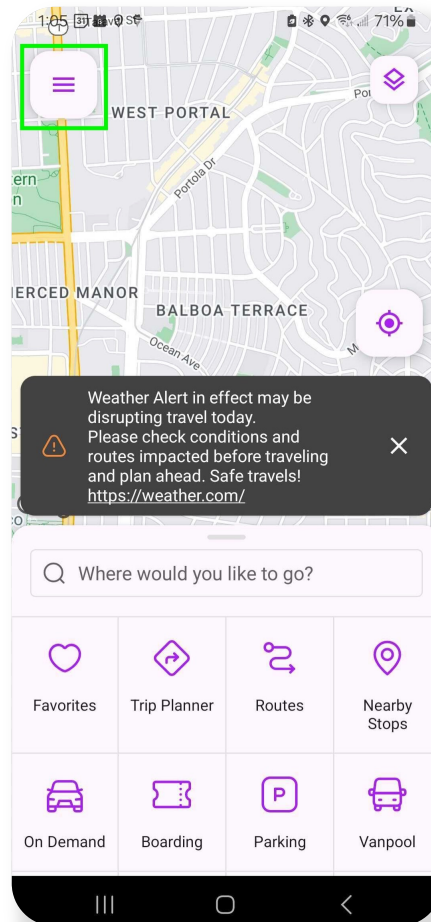 1:05
71%
WEST PORTAL
Portola Dr
MERCED MANOR
BALBOA TERRACE
Ocean Ave
Weather Alert in effect may be
disrupting travel today.
Please check conditions and
routes impacted before traveling
and plan ahead. Safe travels!
https://weather.com/
Where would you like to go?
Favorites
Trip Planner
Routes
Nearby
Stops
On Demand
Boarding
Parking
Vanpool